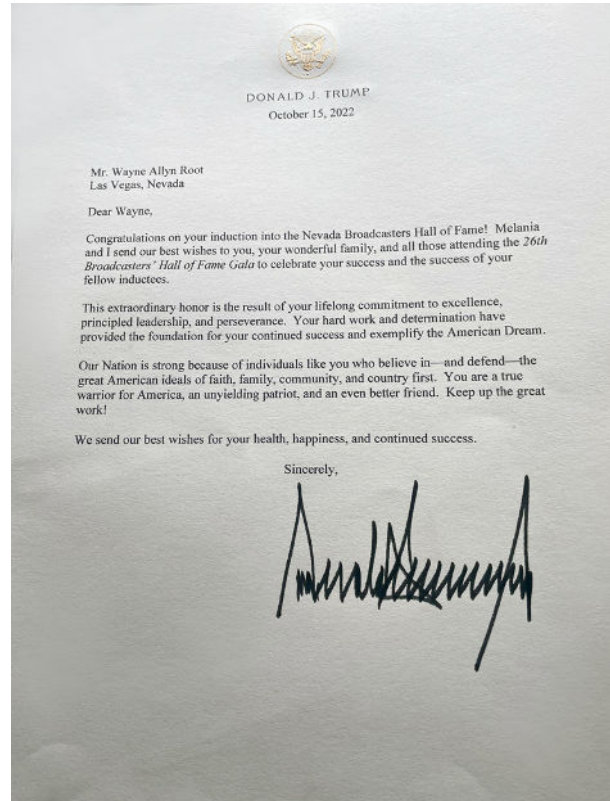 DONALD J. TRUMP
October 15, 2022
Mr. Wayne Allyn Root
Las Vegas, Nevada
Dear Wayne,
Congratulations on your induction into the Nevada Broadcasters Hall of Fame! Melania
and I send our best wishes to you, your wonderful family, and all those attending the 26th
Broadcasters' Hall of Fame Gala to celebrate your success and the success of your
fellow inductees.
This extraordinary honor is the result of your lifelong commitment to excellence,
principled leadership, and perseverance. Your hard work and determination have
provided the foundation for your continued success and exemplify the American Dream.
Our Nation is strong because of individuals like you who believe in—and defend—the
great American ideals of faith, family, community, and country first. You are a true
warrior for America, an unyielding patriot, and an even better friend. Keep up the great
work!
We send our best wishes for your health, happiness, and continued success.
Sincerely,